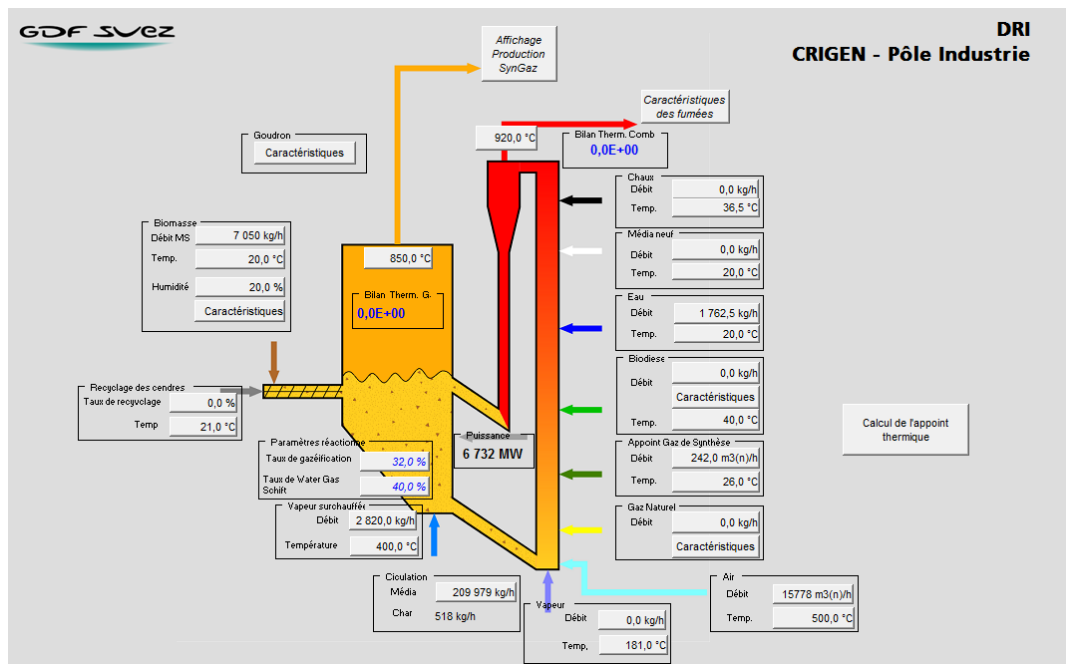 GDF SUEZ
DRI
CRIGEN - Pôle Industrie
Affichage
Production
SynGaz
Caractéristiques
des fumées
Goudron
Caractéristiques
920,0 °C
Bilan Therm. Comb
0,0E+00
Chaux
Débit 0,0 kg/h
Temp. 36,5 °C
Biomasse
Débit MS 7 050 kg/h
Temp. 20,0 °C
Humidité 20,0 %
Caractéristiques
850,0 °C
Bilan Therm. G
0,0E+00
Média neuf
Débit 0,0 kg/h
Temp. 20,0 °C
Eau
Débit 1 762,5 kg/h
Temp. 20,0 °C
Biodiese
Débit 0,0 kg/h
Caractéristiques
Temp. 40,0 °C
Recyclage des cendres
Taux de recyclage 0,0 %
Temp 21,0 °C
Calcul de l'appoint
thermique
Puissance
6 732 MW
Paramètres réactionne
Taux de gazéification 32,0 %
Taux de Water Gas
Schift 40,0 %
Appoint Gaz de Synthèse
Débit 242,0 m3(n)/h
Temp. 26,0 °C
Vapeur surchauffée
Débit 2 820,0 kg/h
Température 400,0 °C
Gaz Naturel
Débit 0,0 kg/h
Caractéristiques
Ciculation
Média 209 979 kg/h
Char 518 kg/h
Vapeur
Débit 0,0 kg/h
Temp, 181,0 °C
Air
Débit 15778 m3(n)/h
Temp. 500,0 °C